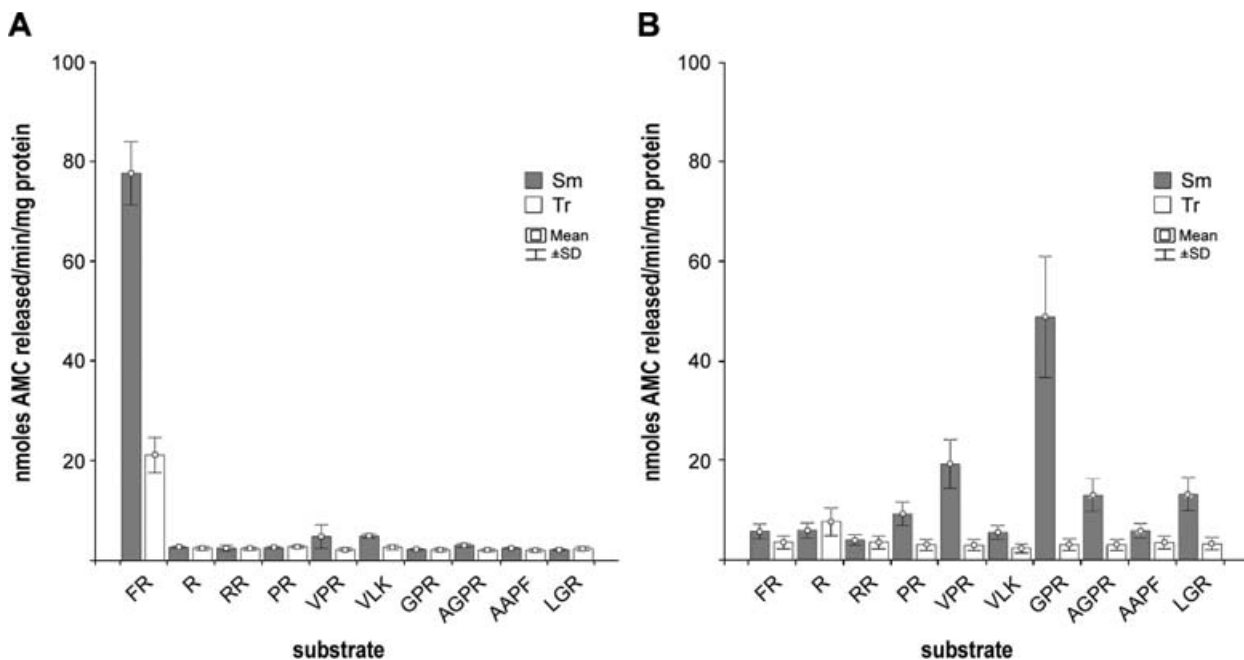 A
nmoles AMC released/min/mg protein
100
80
60
40
20
Sm
Tr
Mean
±SD
FR
R
RR
PR
VPR
VLK
GPR
AGPR
AAPF
LGR
substrate
B
nmoles AMC released/min/mg protein
100
80
60
40
20
Sm
Tr
Mean
±SD
FR
R
RR
PR
VPR
VLK
GPR
AGPR
AAPF
LGR
substrate